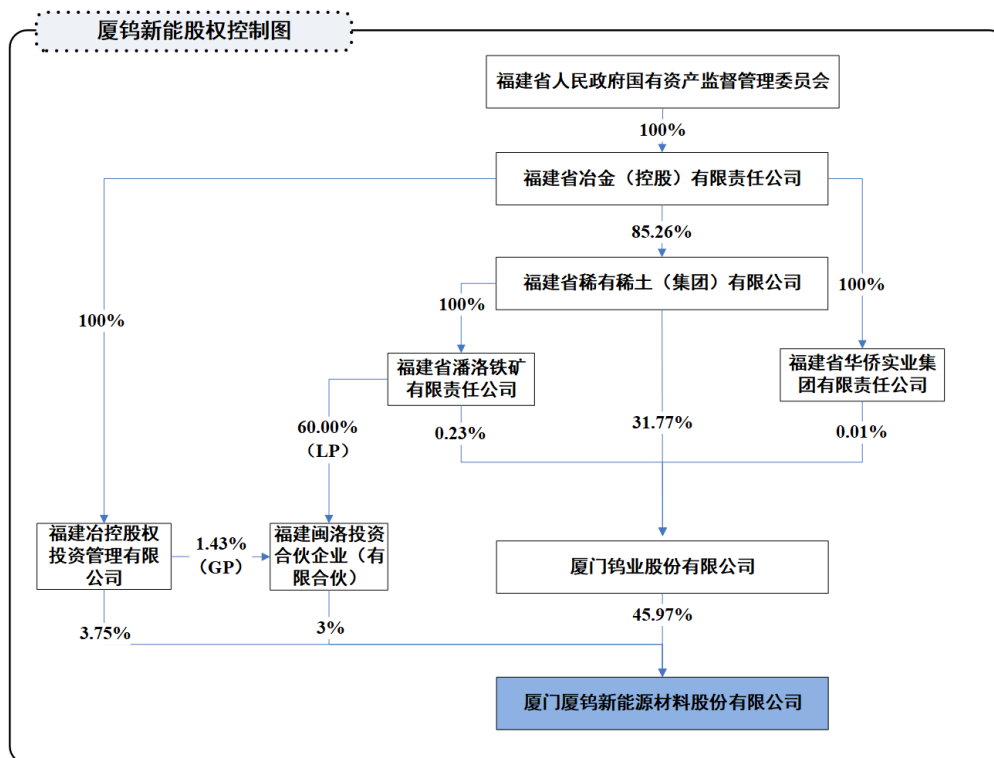 厦钨新能股权控制图
福建省人民政府国有资产监督管理委员会
100%
福建省冶金（控股）有限责任公司
85.26%
福建省稀有稀土（集团）有限公司
100%
100%
100%
福建省潘洛铁矿
有限责任公司
福建省华侨实业集
团有限责任公司
60.00%
（LP）
0.23%
31.77%
0.01%
福建冶控股权
投资管理有限
公司
1.43%
（GP）
福建闽洛投资
合伙企业（有
限合伙）
厦门钨业股份有限公司
3.75%
3%
45.97%
厦门厦钨新能源材料股份有限公司